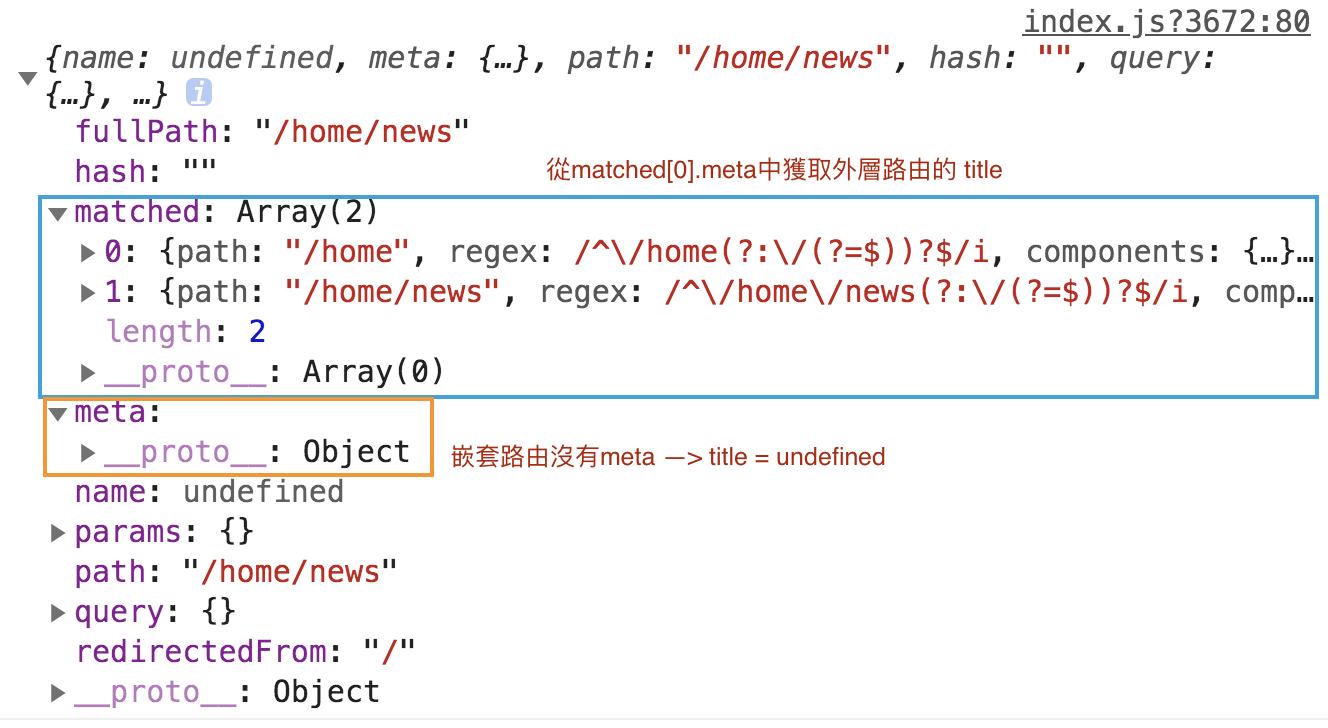 index.js?3672:80
{name: undefined, meta: {…}, path: "/home/news", hash: "", query:
{…}, …} i
fullPath: "/home/news"
hash: ""
從matched[0].meta中獲取外層路由的 title
matched: Array(2)
0: {path: "/home", regex: /^\/home(?:\/(?=$))?$/i, components: {…}…
1: {path: "/home/news", regex: /^\/home\/news(?:\/(?=$))?$/i, comp…
length: 2
__proto__: Array(0)
meta:
__proto__: Object
嵌套路由沒有meta —> title = undefined
name: undefined
params: {}
path: "/home/news"
query: {}
redirectedFrom: "/"
__proto__: Object